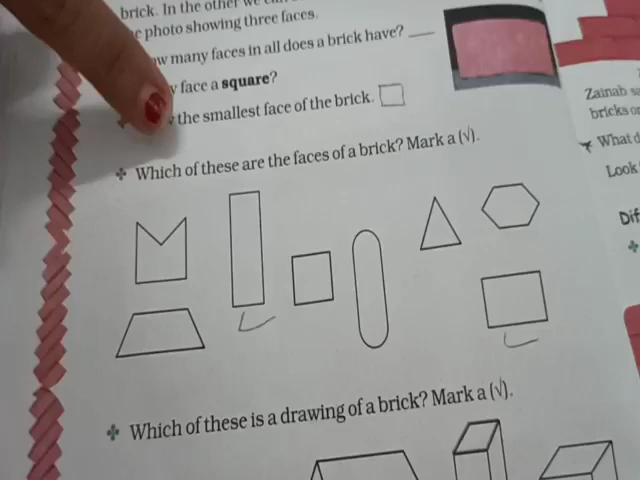 brick. In the other we
photo showing three faces.
many faces in all does a brick have?
face a square?
the smallest face of the brick.
Which of these are the faces of a brick? Mark a (√).
Which of these is a drawing of a brick? Mark a (√).
Zainab
bricks
What
Look